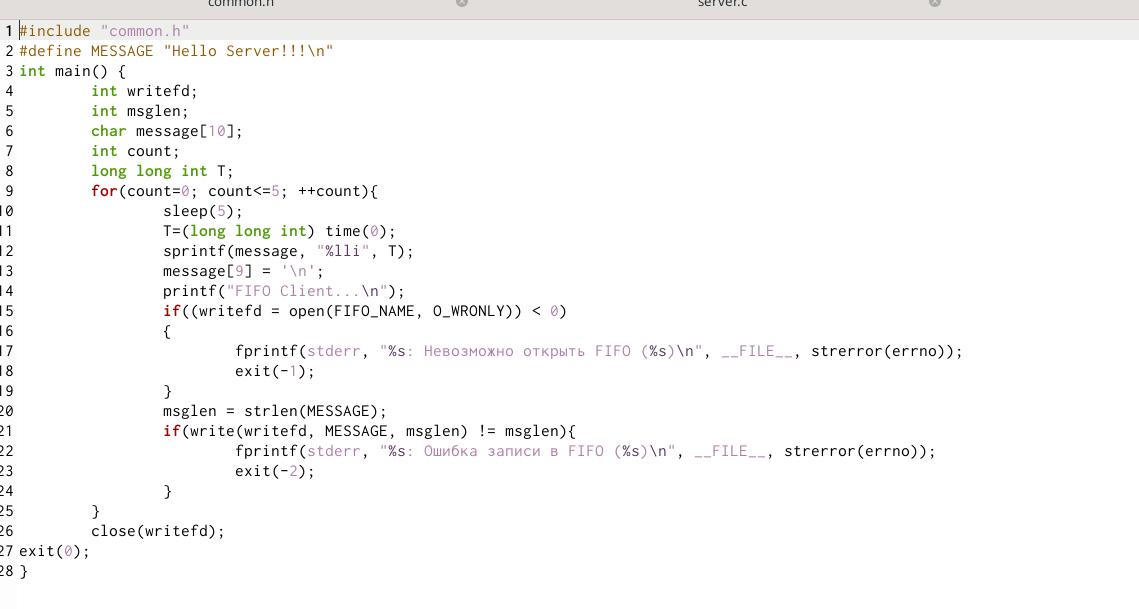 common.h server.c
1 #include "common.h"
2 #define MESSAGE "Hello Server!!!\n"
3 int main() {
4         int writefd;
5         int msglen;
6         char message[10];
7         int count;
8         long long int T;
9         for(count=0; count<=5; ++count){
10                 sleep(5);
11                 T=(long long int) time(0);
12                 sprintf(message, "%lli", T);
13                 message[9] = '\n';
14                 printf("FIFO Client...\n");
15                 if((writefd = open(FIFO_NAME, O_WRONLY)) < 0)
16                 {
17                         fprintf(stderr, "%s: Невозможно открыть FIFO (%s)\n", __FILE__, strerror(errno));
18                         exit(-1);
19                 }
20                 msglen = strlen(MESSAGE);
21                 if(write(writefd, MESSAGE, msglen) != msglen){
22                         fprintf(stderr, "%s: Ошибка записи в FIFO (%s)\n", __FILE__, strerror(errno));
23                         exit(-2);
24                 }
25         }
26         close(writefd);
27 exit(0);
28 }